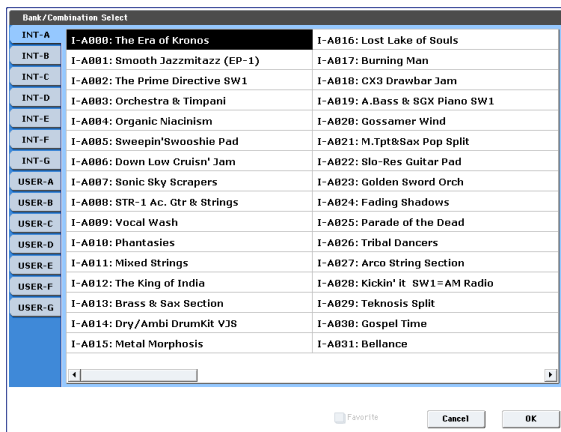 Bank/Combination Select
INT-A
INT-B
INT-C
INT-D
INT-E
INT-F
INT-G
USER-A
USER-B
USER-C
USER-D
USER-E
USER-F
USER-G
I-A000: The Era of Kronos
I-A001: Smooth Jazzmitazz (EP-1)
I-A002: The Prime Directive SW1
I-A003: Orchestra & Timpani
I-A004: Organic Niacinism
I-A005: Sweepin'Swooshie Pad
I-A006: Down Low Cruisn' Jam
I-A007: Sonic Sky Scrapers
I-A008: STR-1 Ac. Gtr & Strings
I-A009: Vocal Wash
I-A010: Phantasies
I-A011: Mixed Strings
I-A012: The King of India
I-A013: Brass & Sax Section
I-A014: Dry/Ambi DrumKit VJS
I-A015: Metal Morphosis
I-A016: Lost Lake of Souls
I-A017: Burning Man
I-A018: CX3 Drawbar Jam
I-A019: A.Bass & SGX Piano SW1
I-A020: Gossamer Wind
I-A021: M.Tpt&Sax Pop Split
I-A022: Slo-Res Guitar Pad
I-A023: Golden Sword Orch
I-A024: Fading Shadows
I-A025: Parade of the Dead
I-A026: Tribal Dancers
I-A027: Arco String Section
I-A028: Kickin' it  SW1=AM Radio
I-A029: Teknosis Split
I-A030: Gospel Time
I-A031: Bellance
Favorite
Cancel
OK